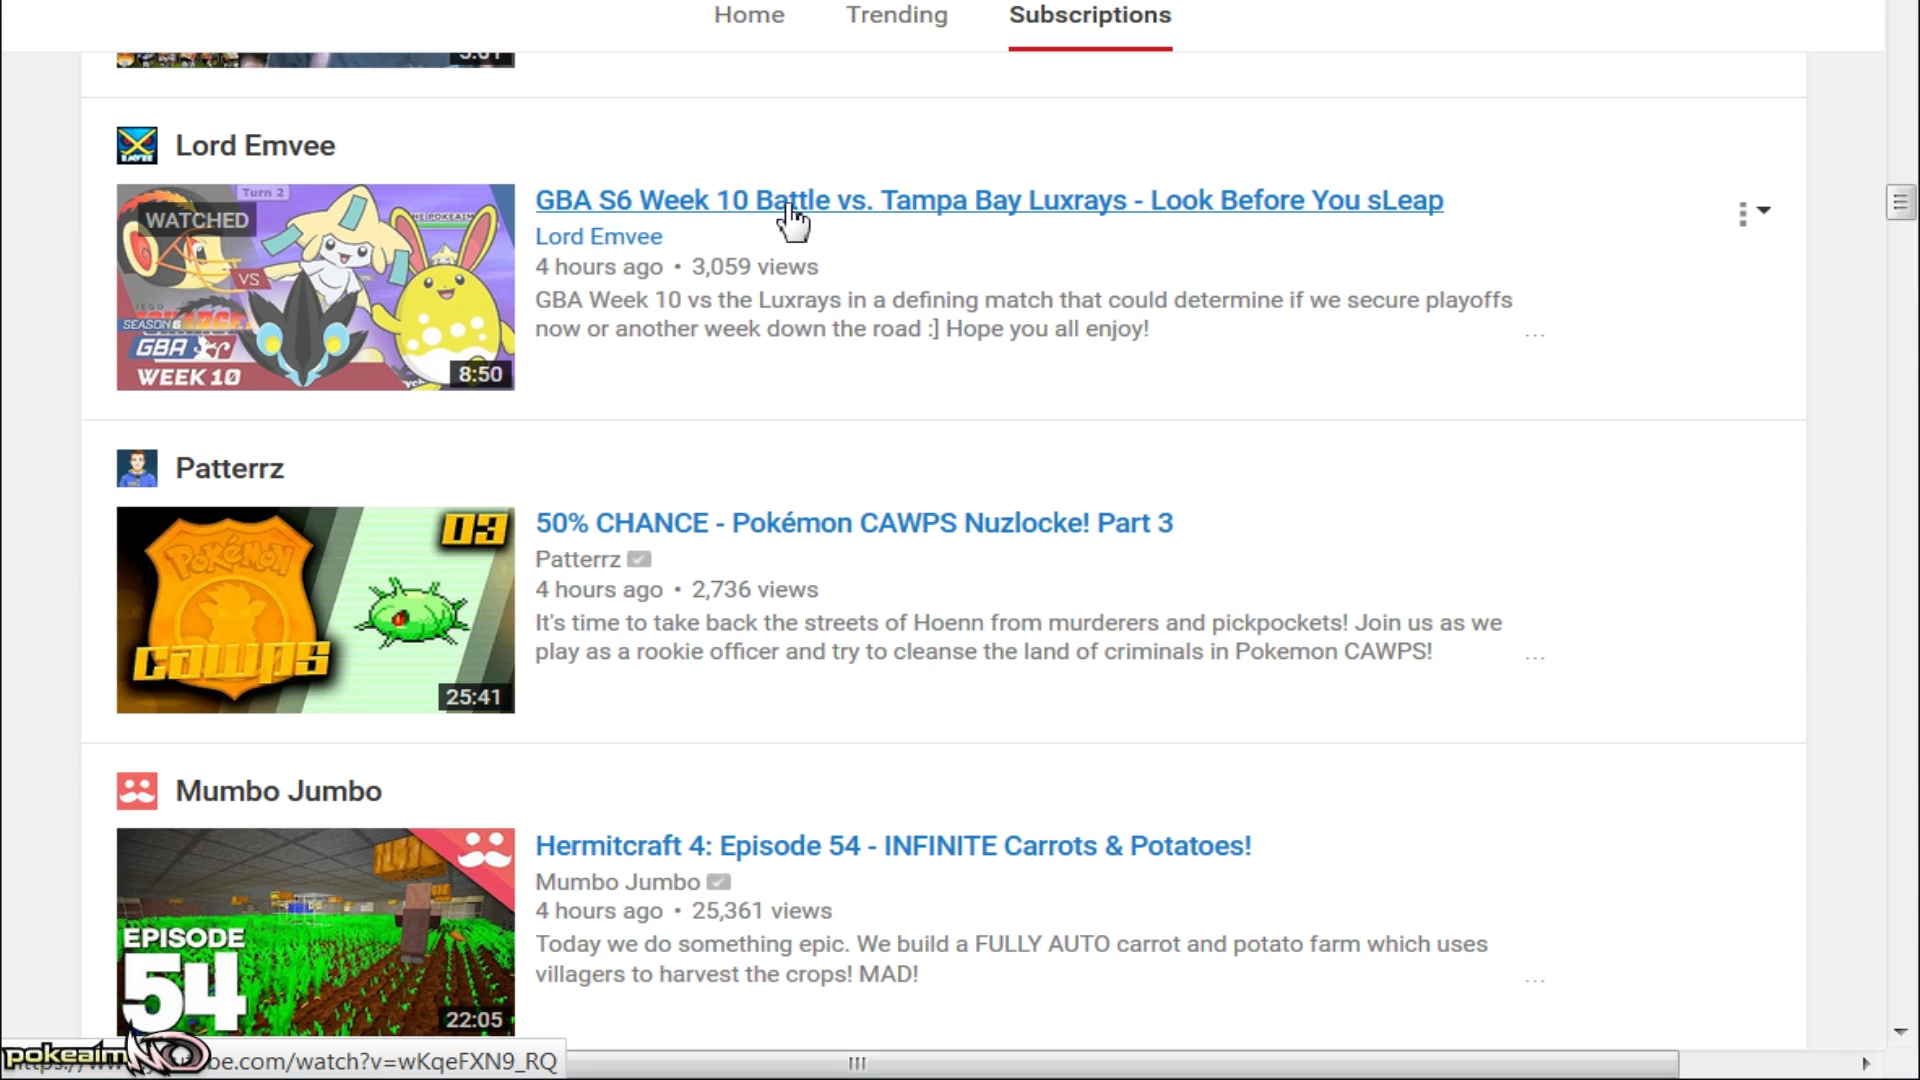 Home Trending Subscriptions
Lord Emvee
Turn 2
WATCHED
VS
SEASON 6
GBA
WEEK 10
8:50
GBA S6 Week 10 Battle vs. Tampa Bay Luxrays - Look Before You sLeap
Lord Emvee
4 hours ago • 3,059 views
GBA Week 10 vs the Luxrays in a defining match that could determine if we secure playoffs
now or another week down the road :] Hope you all enjoy!
...
Patterrz
POKéMON
CAWPS
03
25:41
50% CHANCE - Pokémon CAWPS Nuzlocke! Part 3
Patterrz
4 hours ago • 2,736 views
It's time to take back the streets of Hoenn from murderers and pickpockets! Join us as we
play as a rookie officer and try to cleanse the land of criminals in Pokemon CAWPS!
...
Mumbo Jumbo
EPISODE
54
22:05
Hermitcraft 4: Episode 54 - INFINITE Carrots & Potatoes!
Mumbo Jumbo
4 hours ago • 25,361 views
Today we do something epic. We build a FULLY AUTO carrot and potato farm which uses
villagers to harvest the crops! MAD!
...
pokeaimMD
be.com/watch?v=wKqeFXN9_RQ